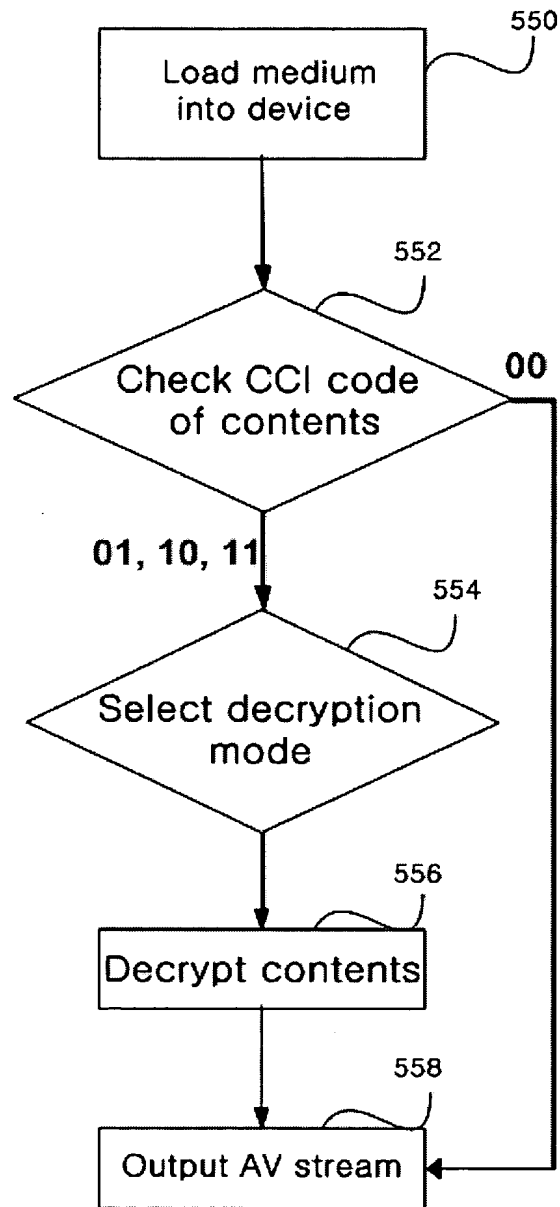 550
Load medium
into device
552
Check CCI code
of contents
00
01, 10, 11
554
Select decryption
mode
556
Decrypt contents
558
Output AV stream